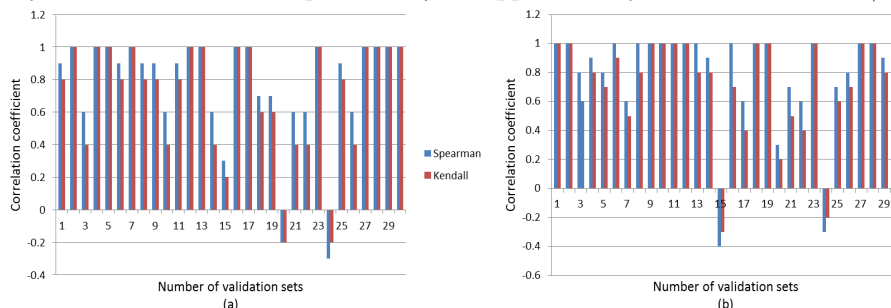 1.2
1
0.8
0.6
0.4
0.2
0
-0.2
-0.4
Correlation coefficient
1 3 5 7 9 11 13 15 17 19 21 23 25 27 29
Number of validation sets
(a)
Spearman
Kendall
1.2
1
0.8
0.6
0.4
0.2
0
-0.2
-0.4
-0.6
Correlation coefficient
1 3 5 7 9 11 13 15 17 19 21 23 25 27 29
Number of validation sets
(b)